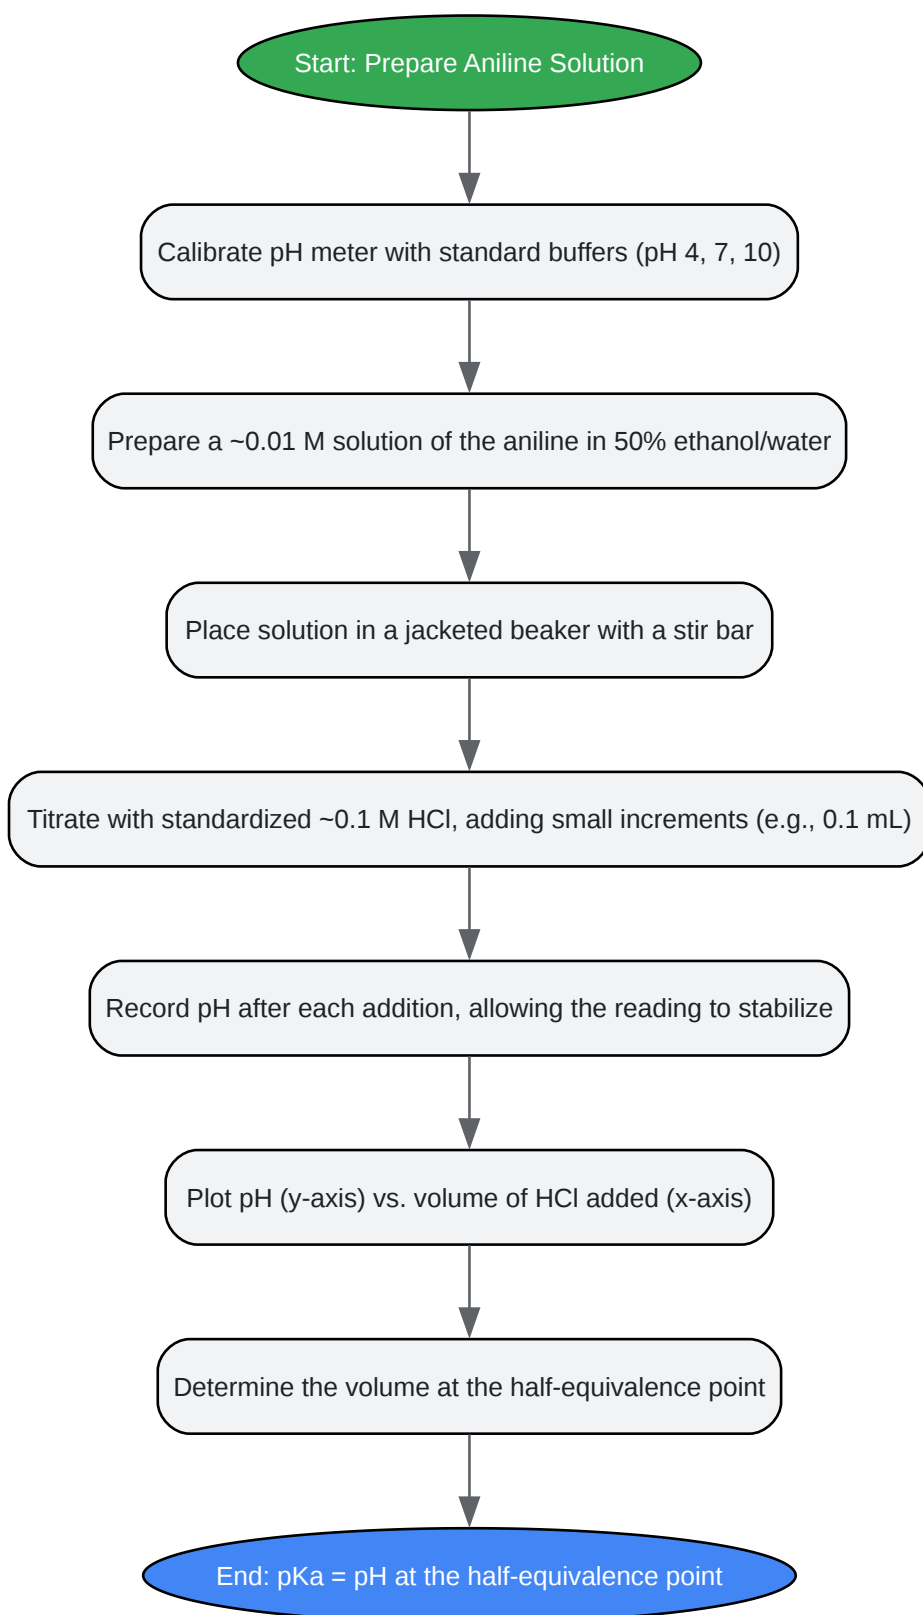 Start: Prepare Aniline Solution
Calibrate pH meter with standard buffers (pH 4, 7, 10)
Prepare a ~0.01 M solution of the aniline in 50% ethanol/water
Place solution in a jacketed beaker with a stir bar
Titrate with standardized ~0.1 M HCl, adding small increments (e.g., 0.1 mL)
Record pH after each addition, allowing the reading to stabilize
Plot pH (y-axis) vs. volume of HCl added (x-axis)
Determine the volume at the half-equivalence point
End: pKa = pH at the half-equivalence point